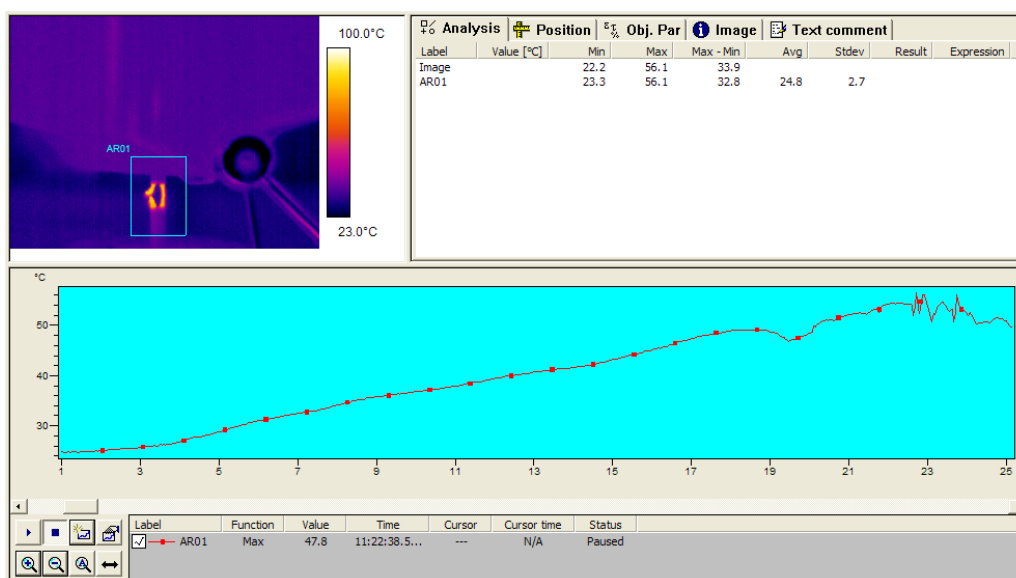 100.0°C
AR01
23.0°C
Analysis Position Obj. Par Image Text comment
Label Value [°C] Min Max Max - Min Avg Stdev Result Expression
Image 22.2 56.1 33.9
AR01 23.3 56.1 32.8 24.8 2.7
°C
50
40
30
1 3 5 7 9 11 13 15 17 19 21 23 25
Label Function Value Time Cursor Cursor time Status
AR01 Max 47.8 11:22:38.5... --- N/A Paused